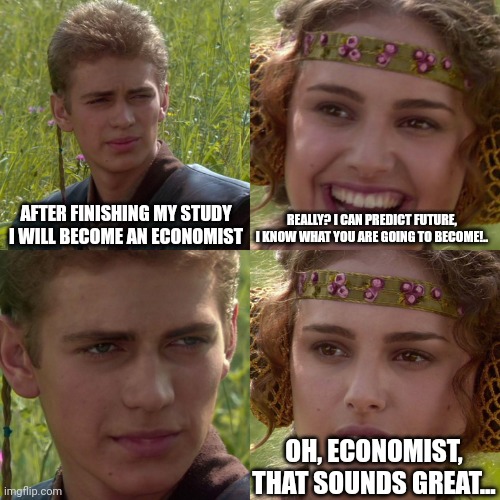 AFTER FINISHING MY STUDY
I WILL BECOME AN ECONOMIST
REALLY? I CAN PREDICT FUTURE,
I KNOW WHAT YOU ARE GOING TO BECOME!..
OH, ECONOMIST,
THAT SOUNDS GREAT...
imgflip.com